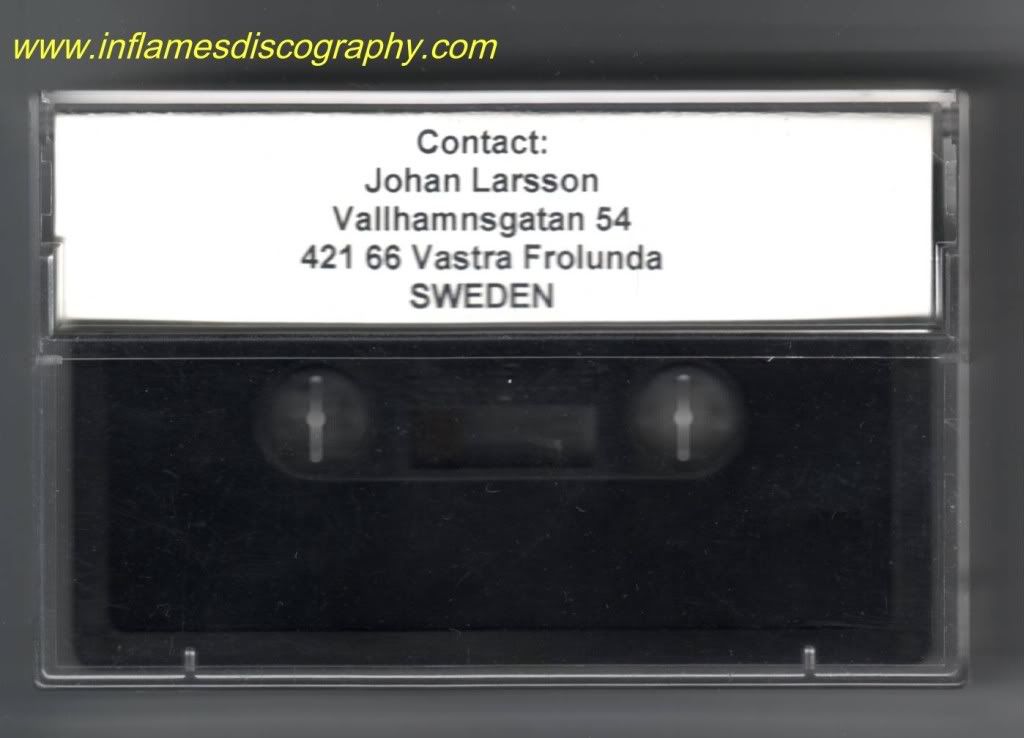 www.inflamesdiscography.com
Contact:
Johan Larsson
Vallhamnsgatan 54
421 66 Vastra Frolunda
SWEDEN